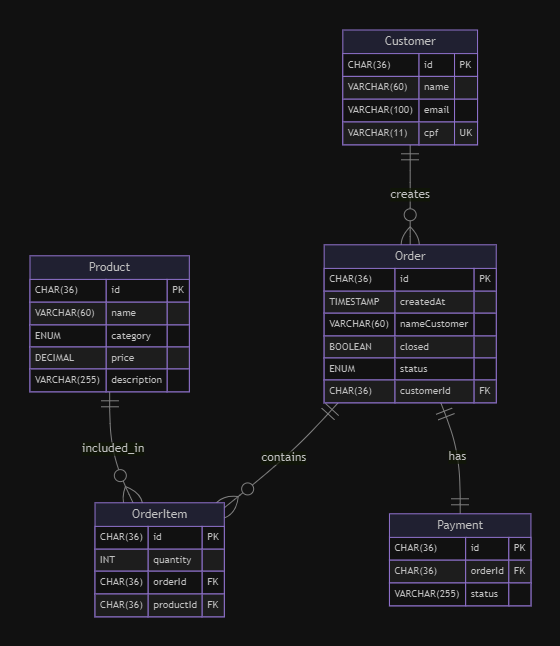 Customer
CHAR(36) id PK
VARCHAR(60) name
VARCHAR(100) email
VARCHAR(11) cpf UK
creates
Order
CHAR(36) id PK
TIMESTAMP createdAt
VARCHAR(60) nameCustomer
BOOLEAN closed
ENUM status
CHAR(36) customerId FK
Product
CHAR(36) id PK
VARCHAR(60) name
ENUM category
DECIMAL price
VARCHAR(255) description
included_in
contains
has
OrderItem
CHAR(36) id PK
INT quantity
CHAR(36) orderId FK
CHAR(36) productId FK
Payment
CHAR(36) id PK
CHAR(36) orderId FK
VARCHAR(255) status